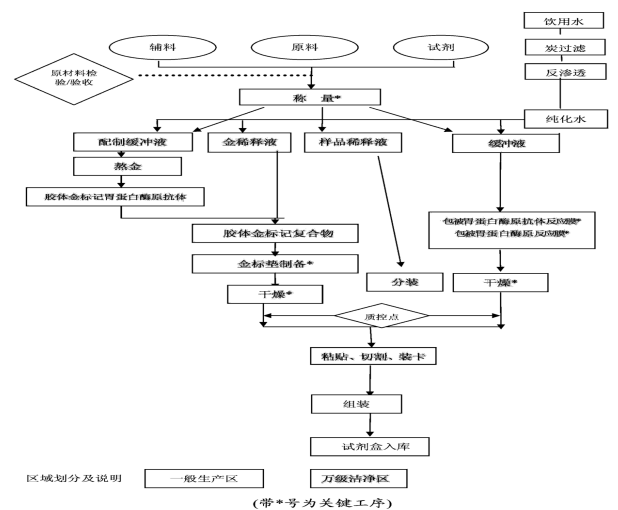 饮用水
辅料
原料
试剂
炭过滤
原材料检
验/验收
反渗透
称 量*
纯化水
配制缓冲液
金稀释液
样品稀释液
缓冲液
熬金
胶体金标记胃蛋白酶原抗体
包被胃蛋白酶原抗体反应膜*
包被胃蛋白酶原反应膜*
胶体金标记复合物
金标垫制备*
分装
干燥*
干燥*
质控点
粘贴、切割、装卡
组装
试剂盒入库
区域划分及说明
一般生产区
万级洁净区
(带*号为关键工序)